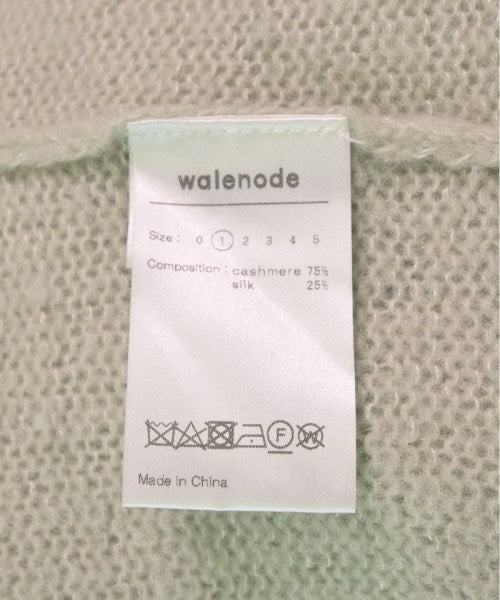 walenode
Size: 0 1 2 3 4 5
Composition: cashmere 75%
silk 25%
F W
Made in China